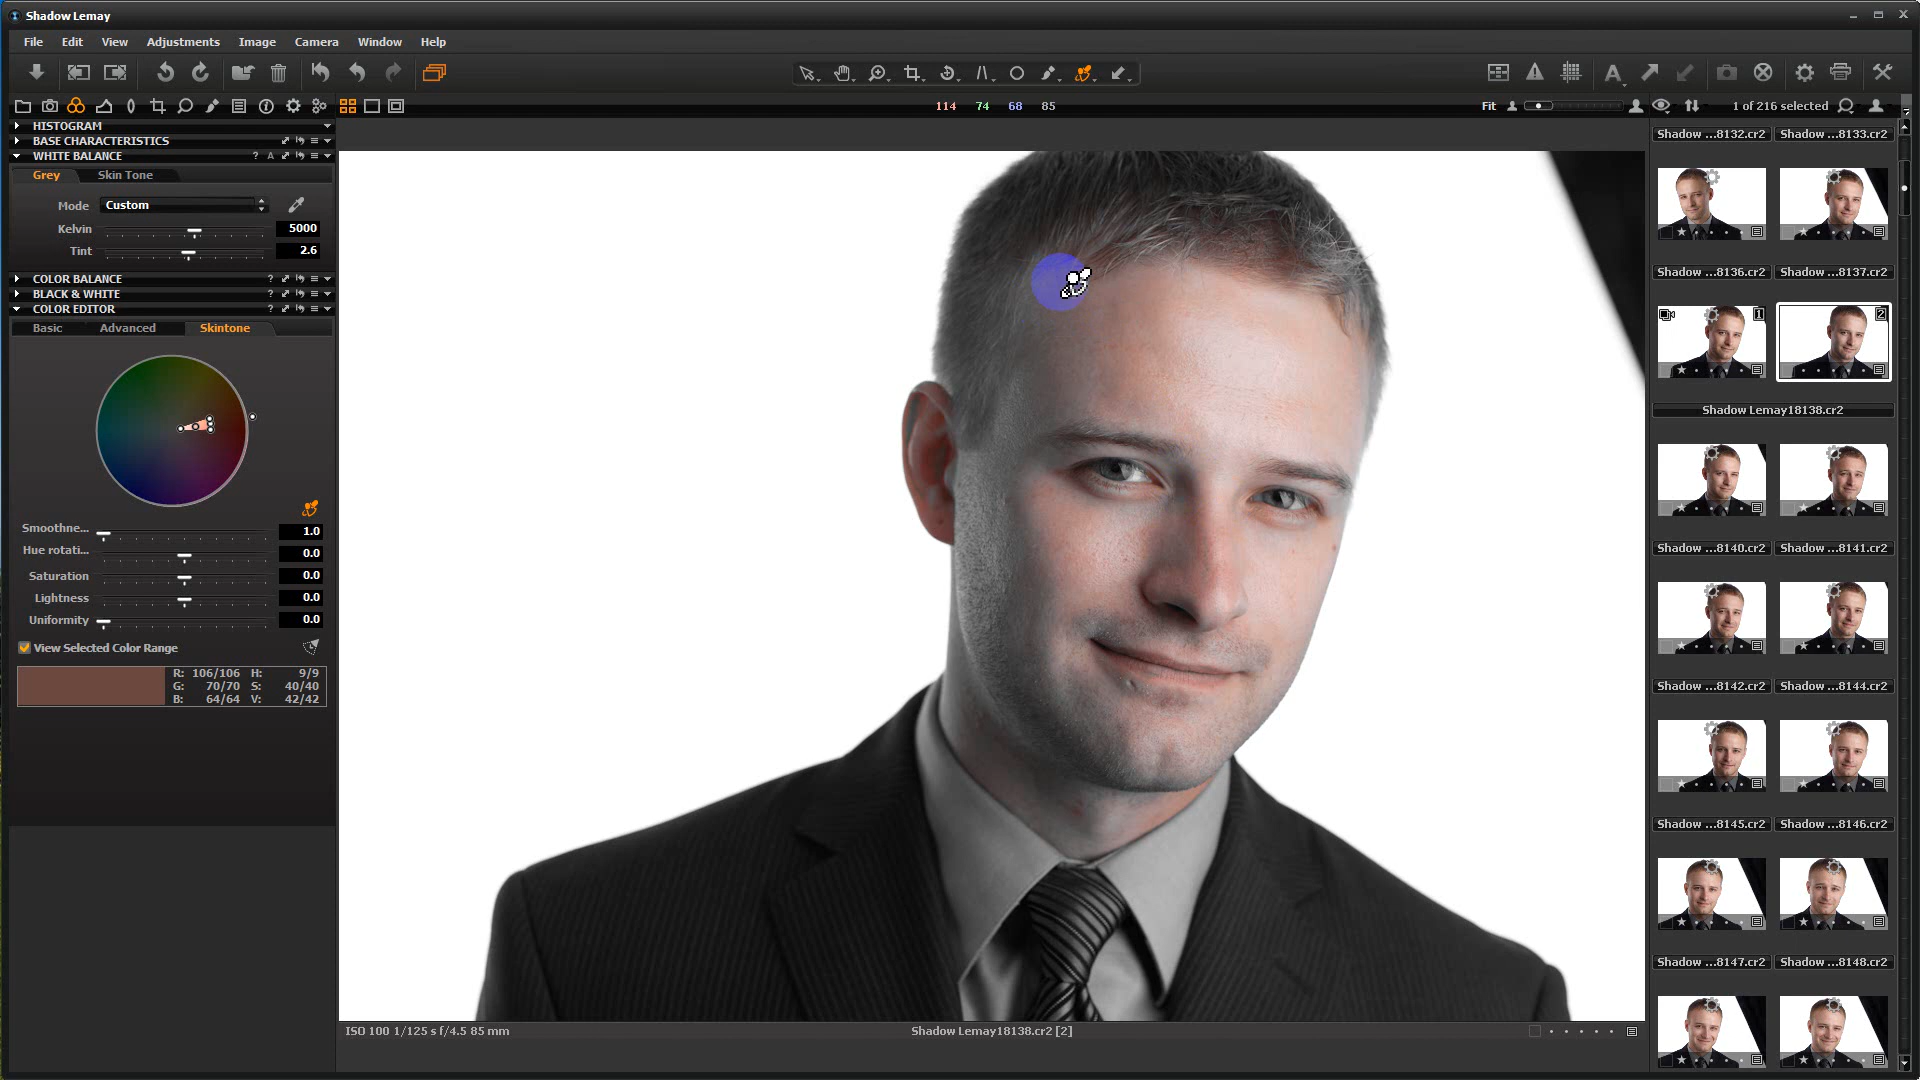 Shadow Lemay
File Edit View Adjustments Image Camera Window Help
114 74 68 85
Fit
1 of 216 selected
HISTOGRAM
BASE CHARACTERISTICS
WHITE BALANCE ? A
Grey Skin Tone
Mode Custom
Kelvin 5000
Tint 2.6
COLOR BALANCE ?
BLACK & WHITE ?
COLOR EDITOR ?
Basic Advanced Skintone
Smoothne... 1.0
Hue rotati... 0.0
Saturation 0.0
Lightness 0.0
Uniformity 0.0
View Selected Color Range
R: 106/106 H: 9/9
G: 70/70 S: 40/40
B: 64/64 V: 42/42
ISO 100 1/125 s f/4.5 85 mm
Shadow Lemay18138.cr2 [2]
Shadow ...8132.cr2 Shadow ...8133.cr2
Shadow ...8136.cr2 Shadow ...8137.cr2
1 2
Shadow Lemay18138.cr2
Shadow ...8140.cr2 Shadow ...8141.cr2
Shadow ...8142.cr2 Shadow ...8144.cr2
Shadow ...8145.cr2 Shadow ...8146.cr2
Shadow ...8147.cr2 Shadow ...8148.cr2